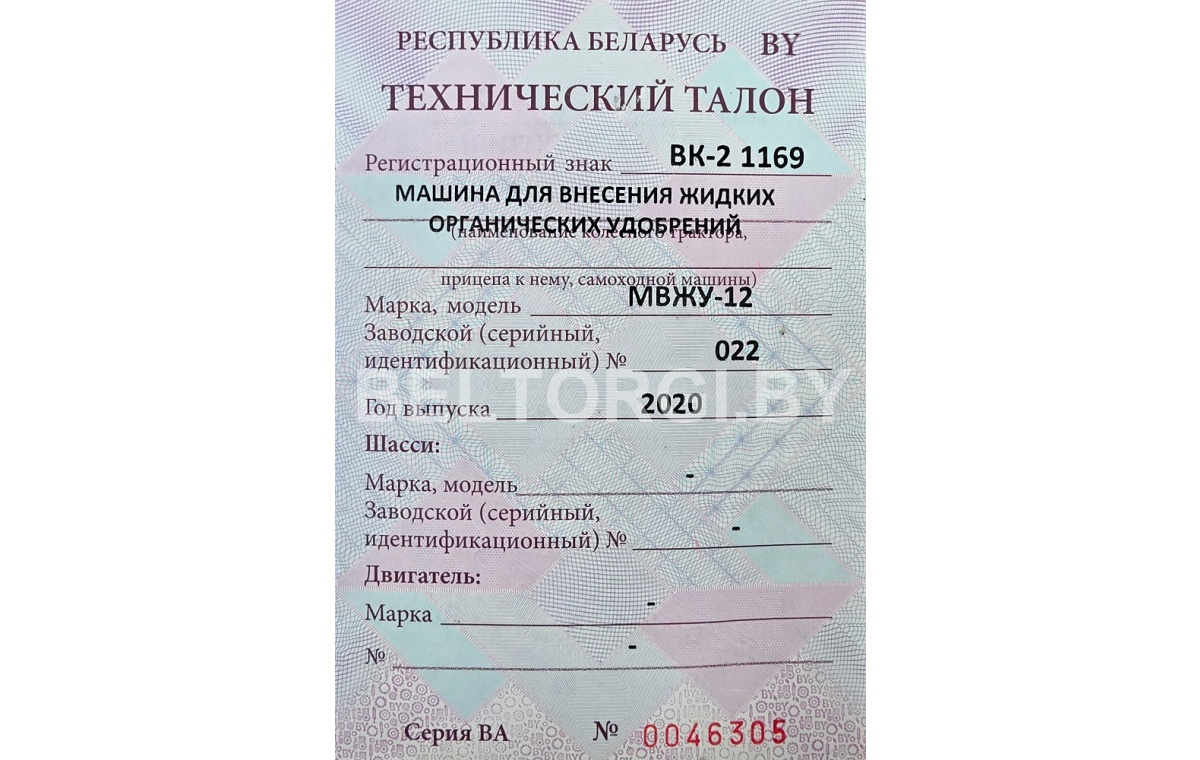 РЕСПУБЛИКА БЕЛАРУСЬ BY
ТЕХНИЧЕСКИЙ ТАЛОН
Регистрационный знак ВК-2 1169
МАШИНА ДЛЯ ВНЕСЕНИЯ ЖИДКИХ
ОРГАНИЧЕСКИХ УДОБРЕНИЙ
(наименование колесного трактора,
прицепа к нему, самоходной машины)
Марка, модель МВЖУ-12
Заводской (серийный,
идентификационный) № 022
BELTORGI.BY
Год выпуска 2020
Шасси:
Марка, модель -
Заводской (серийный,
идентификационный) № -
Двигатель:
Марка -
№ -
Серия ВА № 0046305